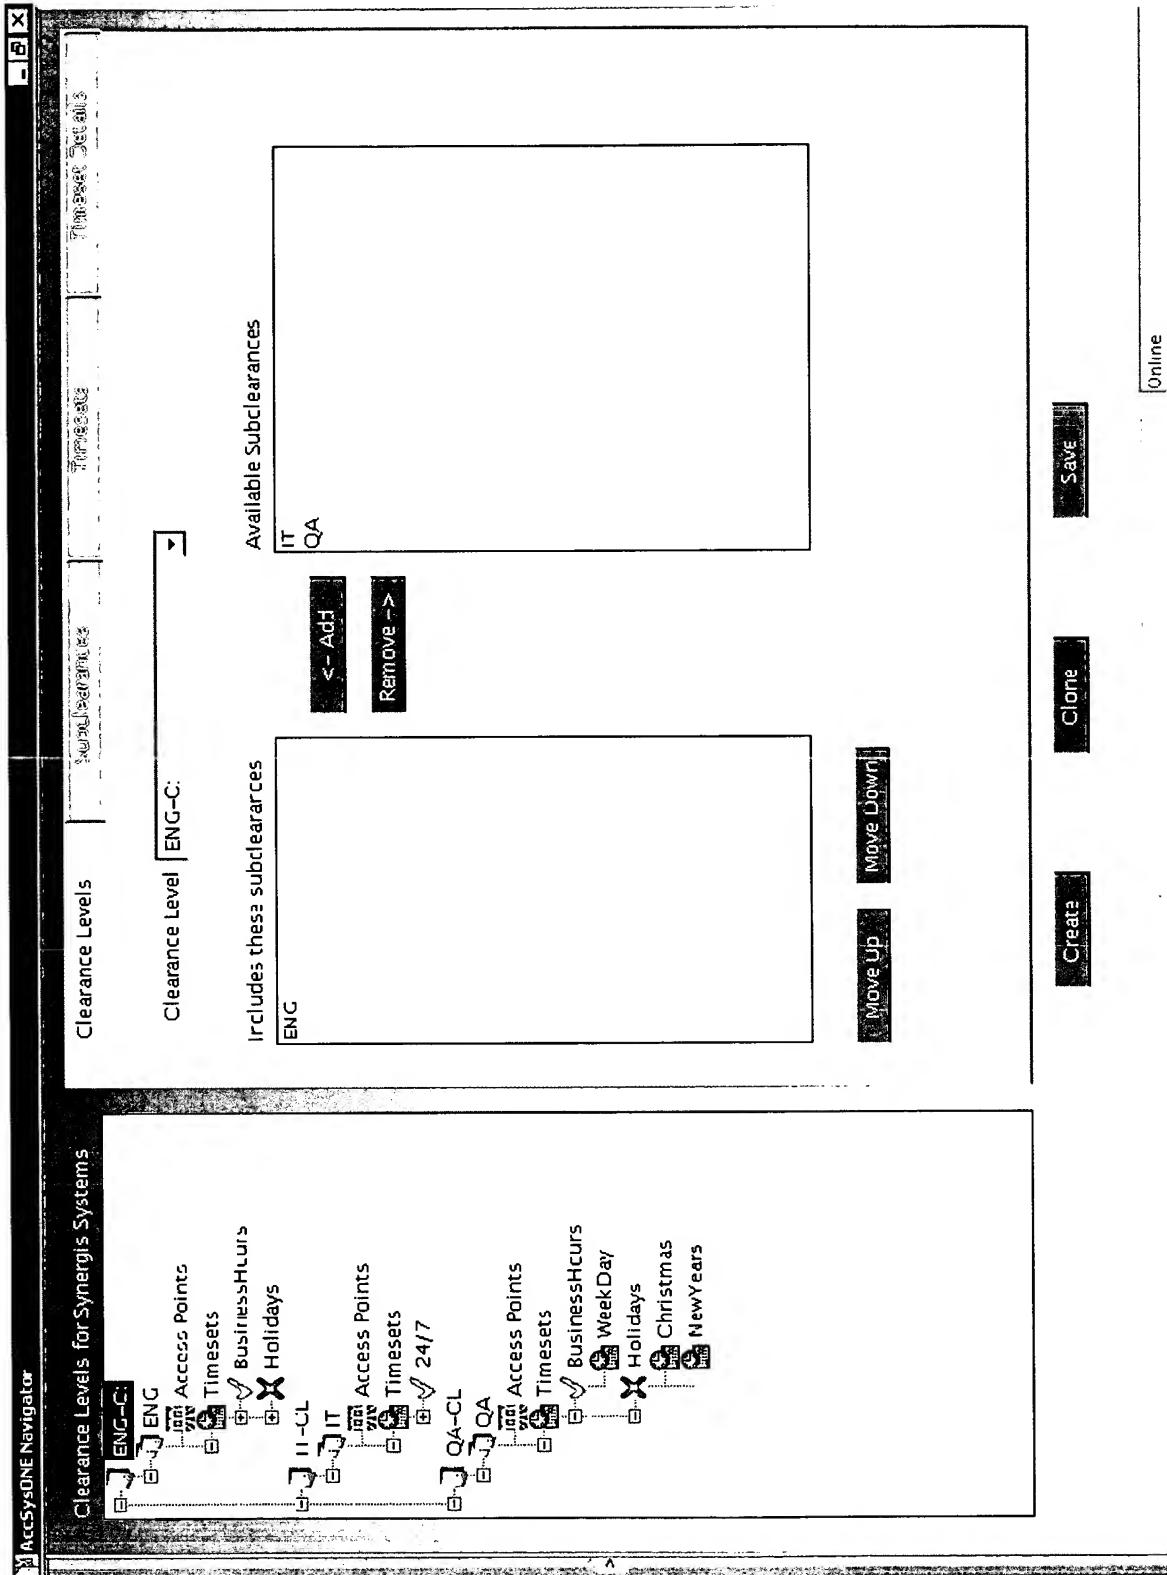 AccSysONE Navigator
Clearance Levels for Synergis Systems
ENG-C:
ENG
Access Points
Timesets
BusinessHours
Holidays
IT-CL
IT
Access Points
Timesets
24/7
QA-CL
QA
Access Points
Timesets
BusinessHours
WeekDay
Holidays
Christmas
NewYears
Clearance Levels
Subclearances
Timesets
Timeset Details
Clearance Level ENG-C:
Includes these subclearances
ENG
Available Subclearances
IT
QA
<- Add
Remove ->
Move Up
Move Down
Create
Clone
Save
Online